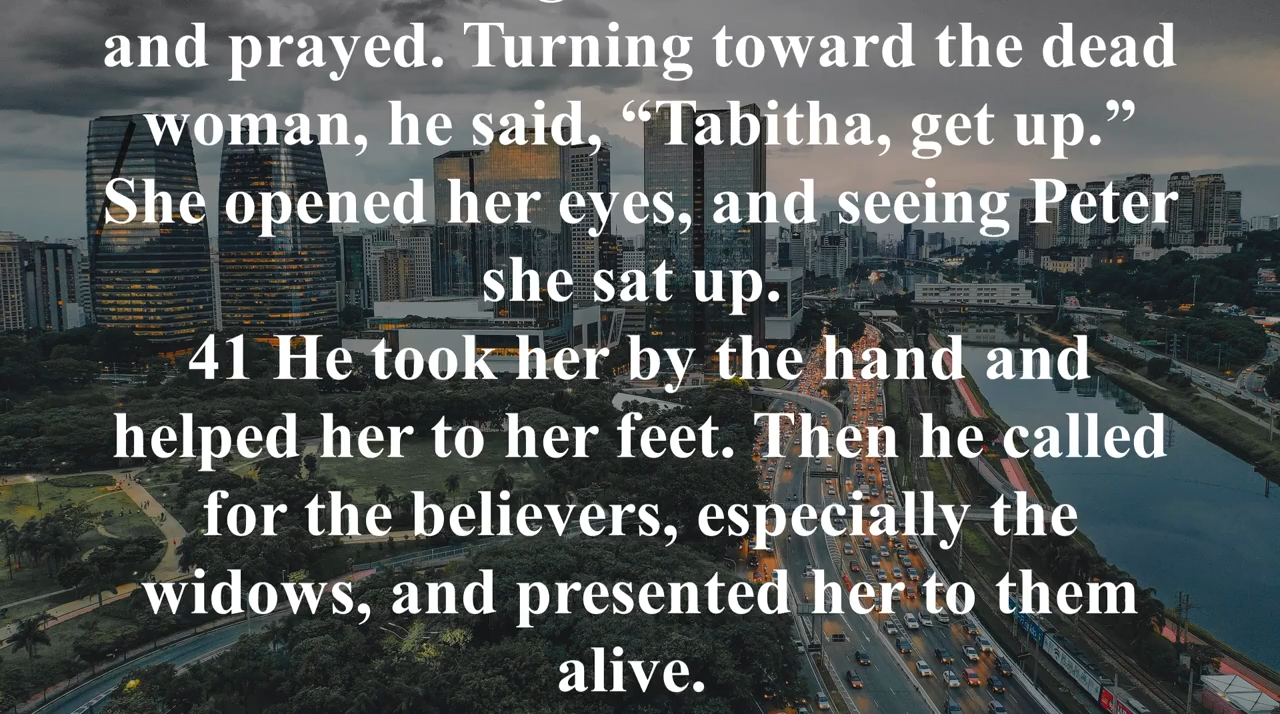 and prayed. Turning toward the dead
woman, he said, “Tabitha, get up.”
She opened her eyes, and seeing Peter
she sat up.
41 He took her by the hand and
helped her to her feet. Then he called
for the believers, especially the
widows, and presented her to them
alive.